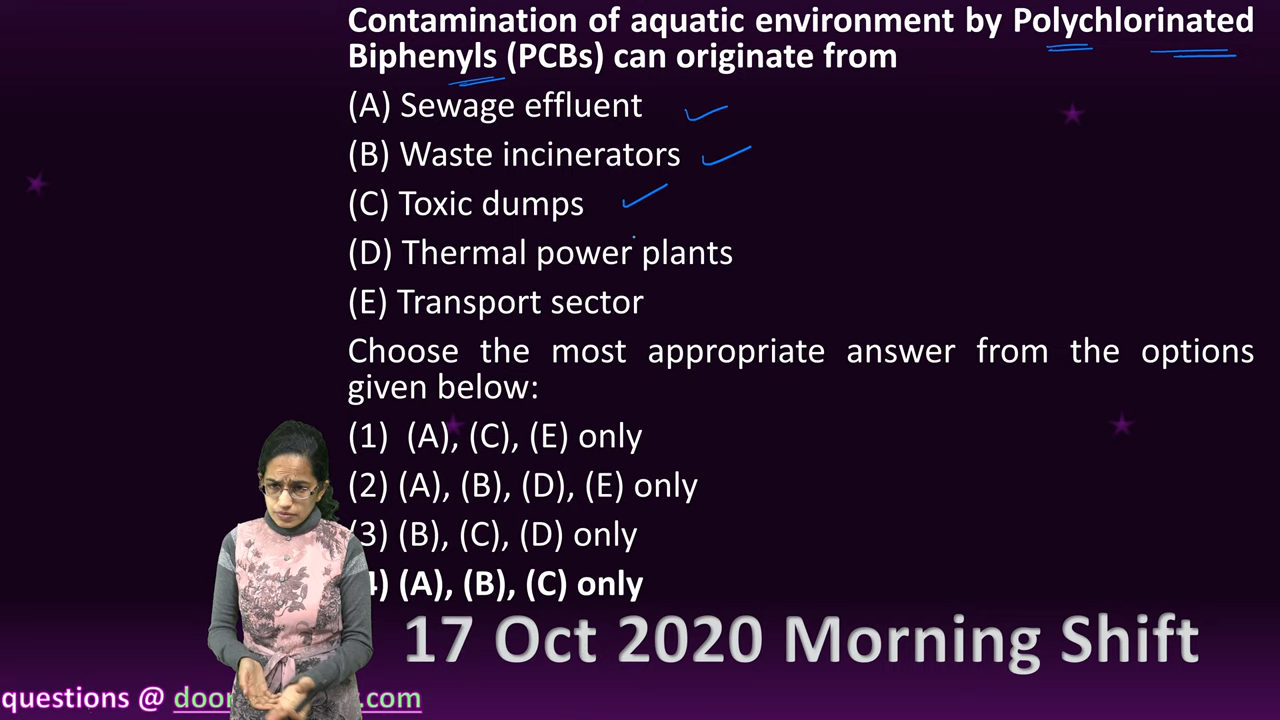 Contamination of aquatic environment by Polychlorinated
Biphenyls (PCBs) can originate from
(A) Sewage effluent
(B) Waste incinerators
(C) Toxic dumps
(D) Thermal power plants
(E) Transport sector
Choose the most appropriate answer from the options
given below:
(1) (A), (C), (E) only
(2) (A), (B), (D), (E) only
3) (B), (C), (D) only
4) (A), (B), (C) only
17 Oct 2020 Morning Shift
questions @ .com